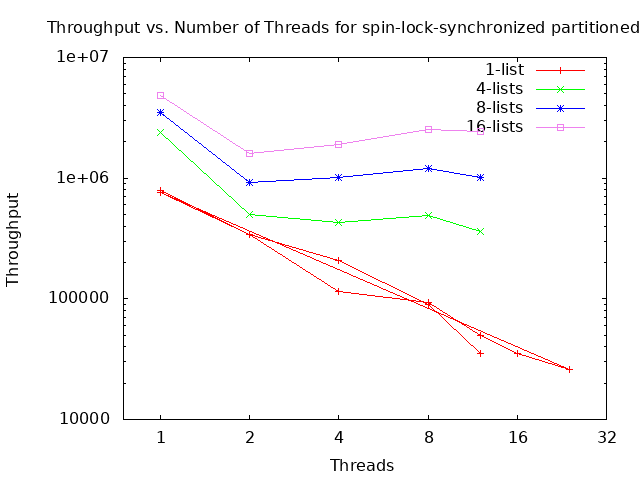 Throughput vs. Number of Threads for spin-lock-synchronized partitioned
1e+07
1e+06
100000
10000
Throughput
1-list
4-lists
8-lists
16-lists
1 2 4 8 16 32
Threads